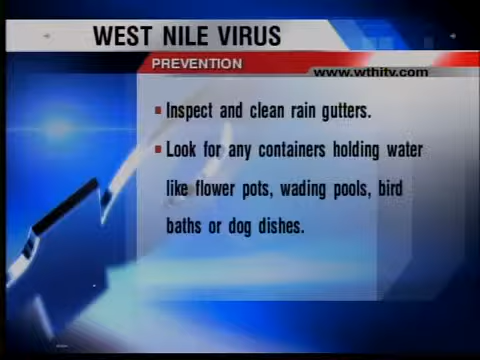 WEST NILE VIRUS
PREVENTION
www.wthitv.com
▪ Inspect and clean rain gutters.
▪ Look for any containers holding water
like flower pots, wading pools, bird
baths or dog dishes.